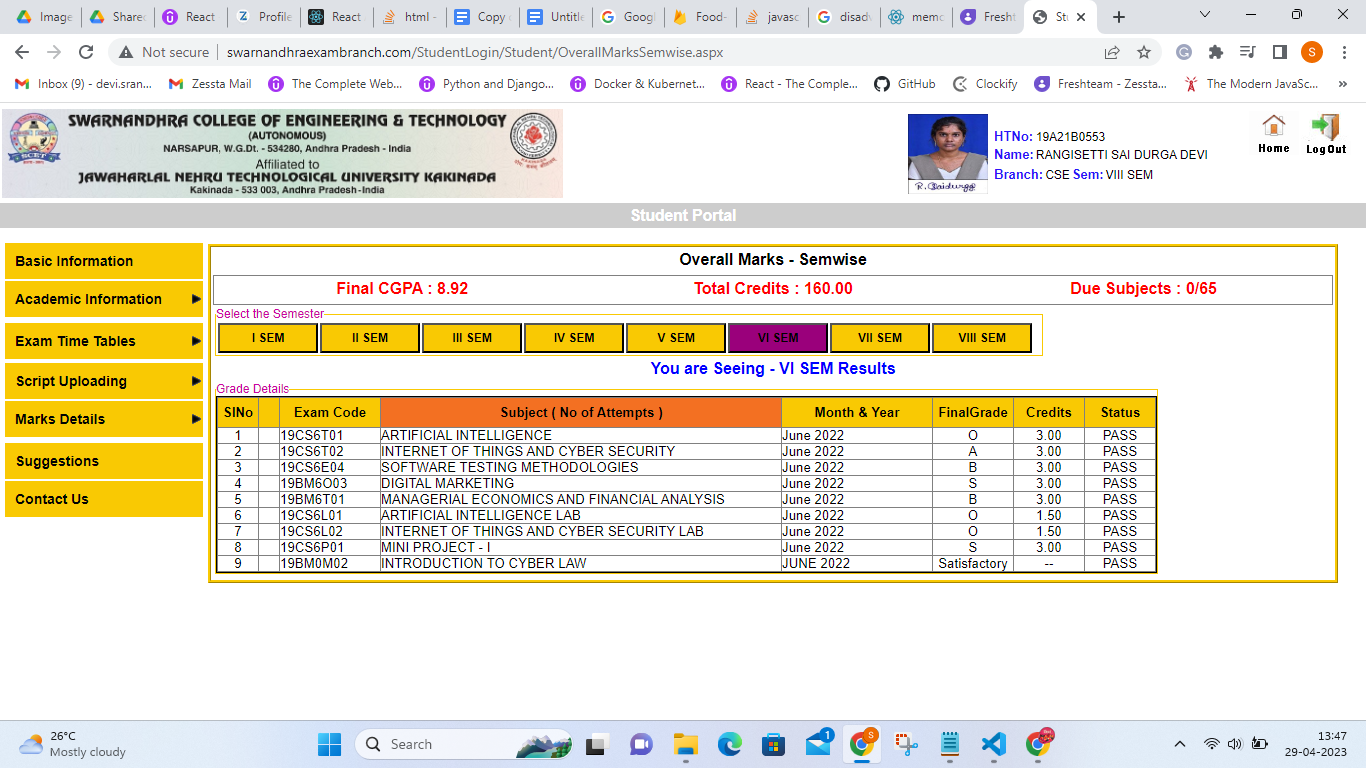 Image
Shared
React
Profile
React
html -
Copy o
Untitle
Googl
Food-
javasc
disadv
memo
Fresht
St
Not secure | swarnandhraexambranch.com/StudentLogin/Student/OverallMarksSemwise.aspx
S
Inbox (9) - devi.sran...
Zessta Mail
The Complete Web...
Python and Django...
Docker & Kubernet...
React - The Comple...
GitHub
Clockify
Freshteam - Zessta...
The Modern JavaSc...
»
SWARNANDHRA COLLEGE OF ENGINEERING & TECHNOLOGY
(AUTONOMOUS)
NARSAPUR, W.G.Dt. - 534280, Andhra Pradesh - India
Affiliated to
JAWAHARLAL NEHRU TECHNOLOGICAL UNIVERSITY KAKINADA
Kakinada - 533 003, Andhra Pradesh-India
SCET
R. Saidurga
HTNo: 19A21B0553
Name: RANGISETTI SAI DURGA DEVI
Branch: CSE Sem: VIII SEM
Home
LogOut
Student Portal
Basic Information
Academic Information
Exam Time Tables
Script Uploading
Marks Details
Suggestions
Contact Us
Overall Marks - Semwise
Final CGPA : 8.92 Total Credits : 160.00 Due Subjects : 0/65
Select the Semester
I SEM II SEM III SEM IV SEM V SEM VI SEM VII SEM VIII SEM
You are Seeing - VI SEM Results
Grade Details
SlNo Exam Code Subject ( No of Attempts ) Month & Year FinalGrade Credits Status
1 19CS6T01 ARTIFICIAL INTELLIGENCE June 2022 O 3.00 PASS
2 19CS6T02 INTERNET OF THINGS AND CYBER SECURITY June 2022 A 3.00 PASS
3 19CS6E04 SOFTWARE TESTING METHODOLOGIES June 2022 B 3.00 PASS
4 19BM6O03 DIGITAL MARKETING June 2022 S 3.00 PASS
5 19BM6T01 MANAGERIAL ECONOMICS AND FINANCIAL ANALYSIS June 2022 B 3.00 PASS
6 19CS6L01 ARTIFICIAL INTELLIGENCE LAB June 2022 O 1.50 PASS
7 19CS6L02 INTERNET OF THINGS AND CYBER SECURITY LAB June 2022 O 1.50 PASS
8 19CS6P01 MINI PROJECT - I June 2022 S 3.00 PASS
9 19BM0M02 INTRODUCTION TO CYBER LAW JUNE 2022 Satisfactory -- PASS
26°C
Mostly cloudy
Search
1
S
13:47
29-04-2023